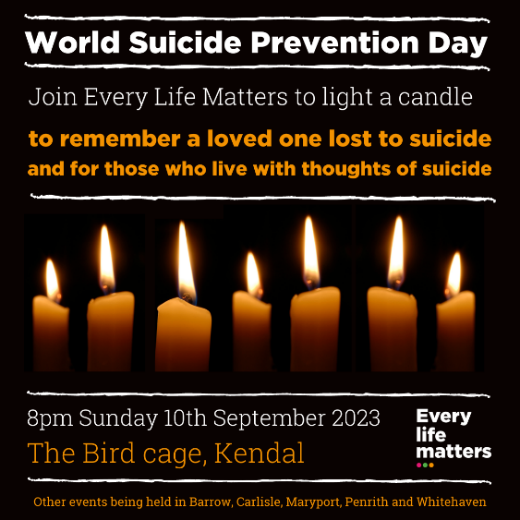 World Suicide Prevention Day
Join Every Life Matters to light a candle
to remember a loved one lost to suicide
and for those who live with thoughts of suicide
8pm Sunday 10th September 2023
The Bird cage, Kendal
Every
life
matters
Other events being held in Barrow, Carlisle, Maryport, Penrith and Whitehaven